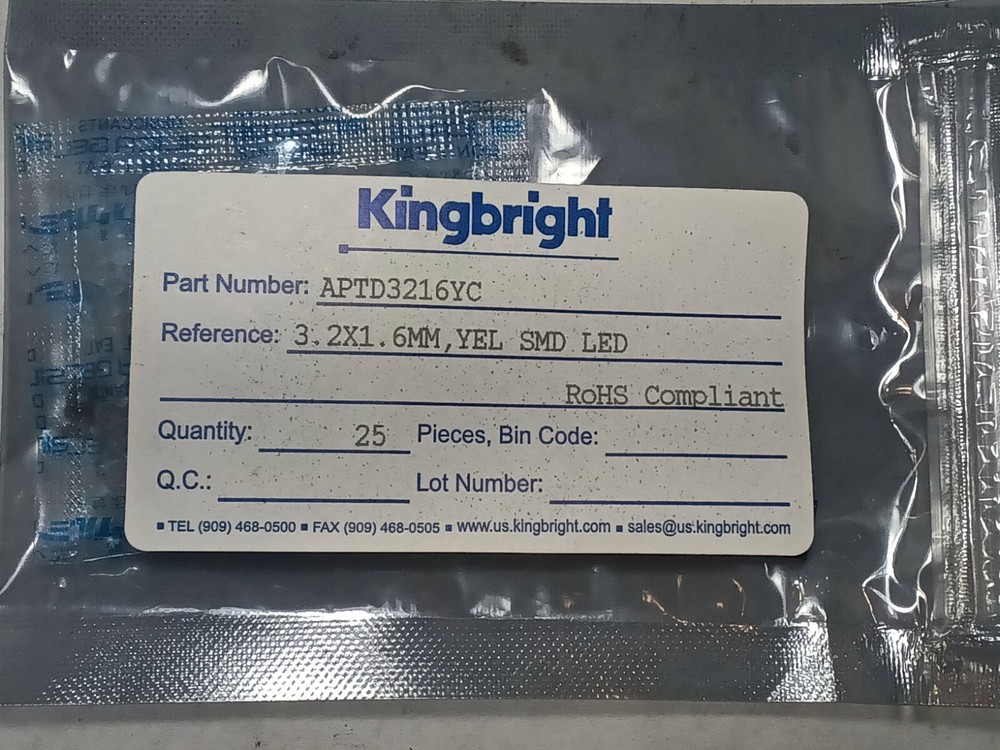 Kingbright
Part Number: APTD3216YC
Reference: 3.2X1.6MM,YEL SMD LED
RoHS Compliant
Quantity: 25 Pieces, Bin Code:
Q.C.: Lot Number:
▪ TEL (909) 468-0500 ▪ FAX (909) 468-0505 ▪ www.us.kingbright.com ▪ sales@us.kingbright.com